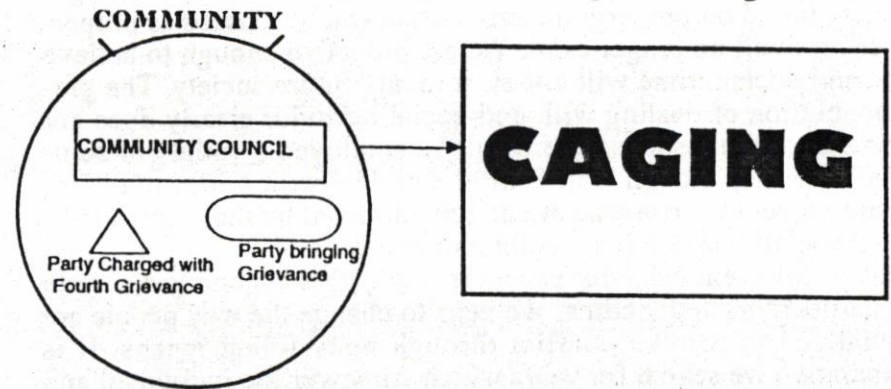 COMMUNITY
COMMUNITY COUNCIL
CAGING
Party Charged with
Fourth Grievance
Party bringing
Grievance